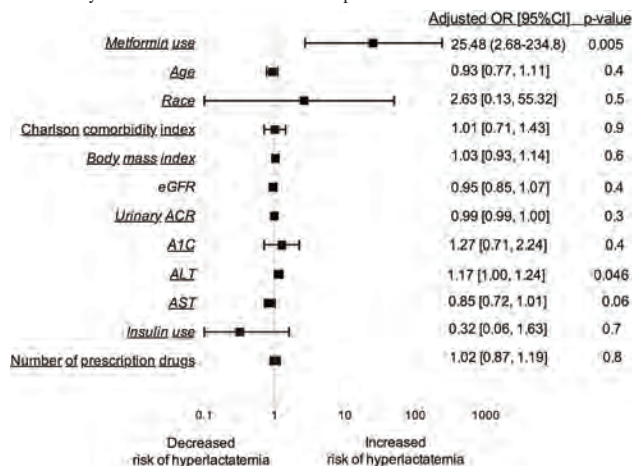 Adjusted OR [95%CI] p-value
Metformin use 25.48 (2.68-234.8) 0.005
Age 0.93 [0.77, 1.11] 0.4
Race 2.63 [0.13, 55.32] 0.5
Charlson comorbidity index 1.01 [0.71, 1.43] 0.9
Body mass index 1.03 [0.93, 1.14] 0.6
eGFR 0.95 [0.85, 1.07] 0.4
Urinary ACR 0.99 [0.99, 1.00] 0.3
A1C 1.27 [0.71, 2.24] 0.4
ALT 1.17 [1.00, 1.24] 0.046
AST 0.85 [0.72, 1.01] 0.06
Insulin use 0.32 [0.06, 1.63] 0.7
Number of prescription drugs 1.02 [0.87, 1.19] 0.8
0.1 1 10 100 1000
Decreased Increased
risk of hyperlactatemia risk of hyperlactatemia